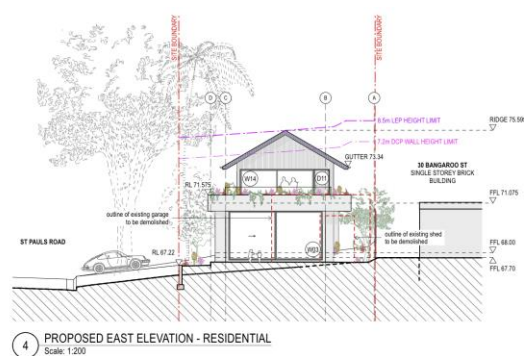 SITE BOUNDARY
SITE BOUNDARY
D
C
B
A
8.5m LEP HEIGHT LIMIT
RIDGE 75.59
7.2m DCP WALL HEIGHT LIMIT
GUTTER 73.34
30 BANGAROO ST
SINGLE STOREY BRICK
BUILDING
RL 71.575
W14
D11
FFL 71.075
outline of existing garage
to be demolished
outline of existing shed
to be demolished
ST PAULS ROAD
RL 67.22
W03
FFL 68.00
FFL 67.70
4
PROPOSED EAST ELEVATION - RESIDENTIAL
Scale: 1:200